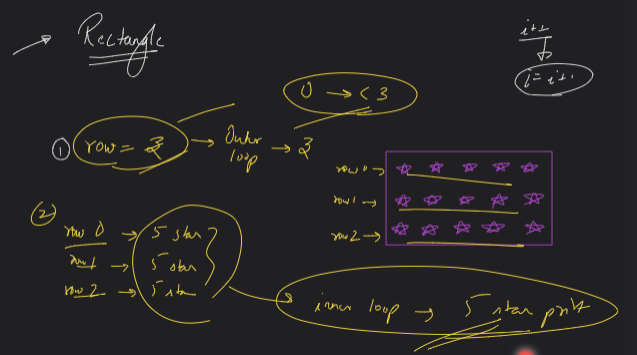 Rectangle
i++
i = i+1
0 → < 3
① row = 3 → Outer loop → 3
row 0 → ☆ ☆ ☆ ☆ ☆
row 1 → ☆ ☆ ☆ ☆ ☆
row 2 → ☆ ☆ ☆ ☆ ☆
②
row 0 → 5 star
row 1 → 5 star
row 2 → 5 star
inner loop → 5 star print